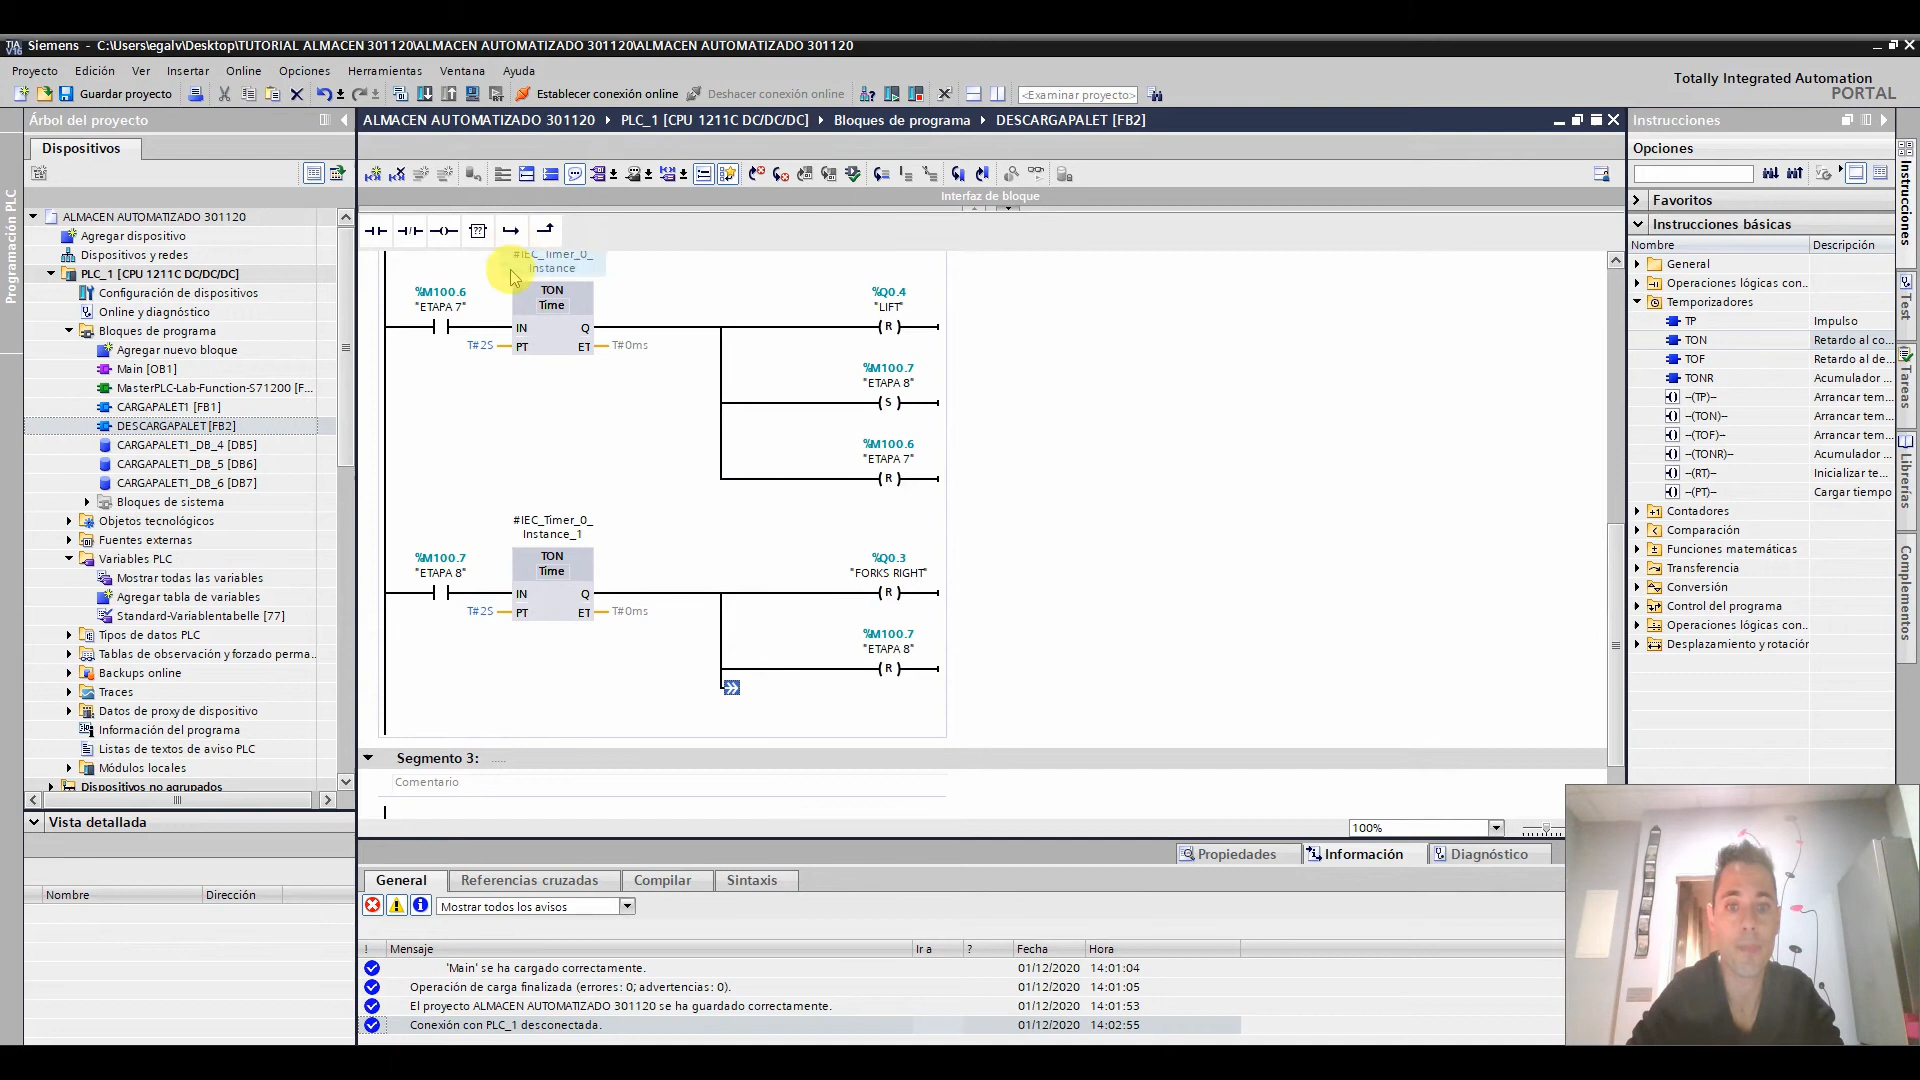 Siemens - C:\Users\egalv\Desktop\TUTORIAL ALMACEN 301120\ALMACEN AUTOMATIZADO 301120\ALMACEN AUTOMATIZADO 301120
Proyecto Edición Ver Insertar Online Opciones Herramientas Ventana Ayuda
Totally Integrated Automation
PORTAL
Guardar proyecto
Establecer conexión online
Deshacer conexión online
<Examinar proyecto>
Árbol del proyecto
ALMACEN AUTOMATIZADO 301120 PLC_1 [CPU 1211C DC/DC/DC] Bloques de programa DESCARGAPALET [FB2]
Instrucciones
Dispositivos
Opciones
Interfaz de bloque
Programación PLC
ALMACEN AUTOMATIZADO 301120
Agregar dispositivo
Dispositivos y redes
PLC_1 [CPU 1211C DC/DC/DC]
Configuración de dispositivos
Online y diagnóstico
Bloques de programa
Agregar nuevo bloque
Main [OB1]
MasterPLC-Lab-Function-S71200 [F...
CARGAPALET1 [FB1]
DESCARGAPALET [FB2]
CARGAPALET1_DB_4 [DB5]
CARGAPALET1_DB_5 [DB6]
CARGAPALET1_DB_6 [DB7]
Bloques de sistema
Objetos tecnológicos
Fuentes externas
Variables PLC
Mostrar todas las variables
Agregar tabla de variables
Standard-Variablentabelle [77]
Tipos de datos PLC
Tablas de observación y forzado perma...
Backups online
Traces
Datos de proxy de dispositivo
Información del programa
Listas de textos de aviso PLC
Módulos locales
Dispositivos no agrupados
Vista detallada
Nombre Dirección
??
#IEC_Timer_0_
Instance
%M100.6
"ETAPA 7"
TON
Time
IN Q
T#2S PT ET T#0ms
%Q0.4
"LIFT"
R
%M100.7
"ETAPA 8"
S
%M100.6
"ETAPA 7"
R
#IEC_Timer_0_
Instance_1
%M100.7
"ETAPA 8"
TON
Time
IN Q
T#2S PT ET T#0ms
%Q0.3
"FORKS RIGHT"
R
%M100.7
"ETAPA 8"
R
Segmento 3: .....
Comentario
100%
Propiedades Información Diagnóstico
General Referencias cruzadas Compilar Sintaxis
Mostrar todos los avisos
! Mensaje Ir a ? Fecha Hora
'Main' se ha cargado correctamente. 01/12/2020 14:01:04
Operación de carga finalizada (errores: 0; advertencias: 0). 01/12/2020 14:01:05
El proyecto ALMACEN AUTOMATIZADO 301120 se ha guardado correctamente. 01/12/2020 14:01:53
Conexión con PLC_1 desconectada. 01/12/2020 14:02:55
Favoritos
Instrucciones básicas
Nombre Descripción
General
Operaciones lógicas con...
Temporizadores
TP Impulso
TON Retardo al co...
TOF Retardo al de...
TONR Acumulador ...
-(TP)- Arrancar tem...
-(TON)- Arrancar tem...
-(TOF)- Arrancar tem...
-(TONR)- Acumulador ...
-(RT)- Inicializar te...
-(PT)- Cargar tiempo
Contadores
Comparación
Funciones matemáticas
Transferencia
Conversión
Control del programa
Operaciones lógicas con...
Desplazamiento y rotación
Instrucciones
Test
Tareas
Librerías
Complementos